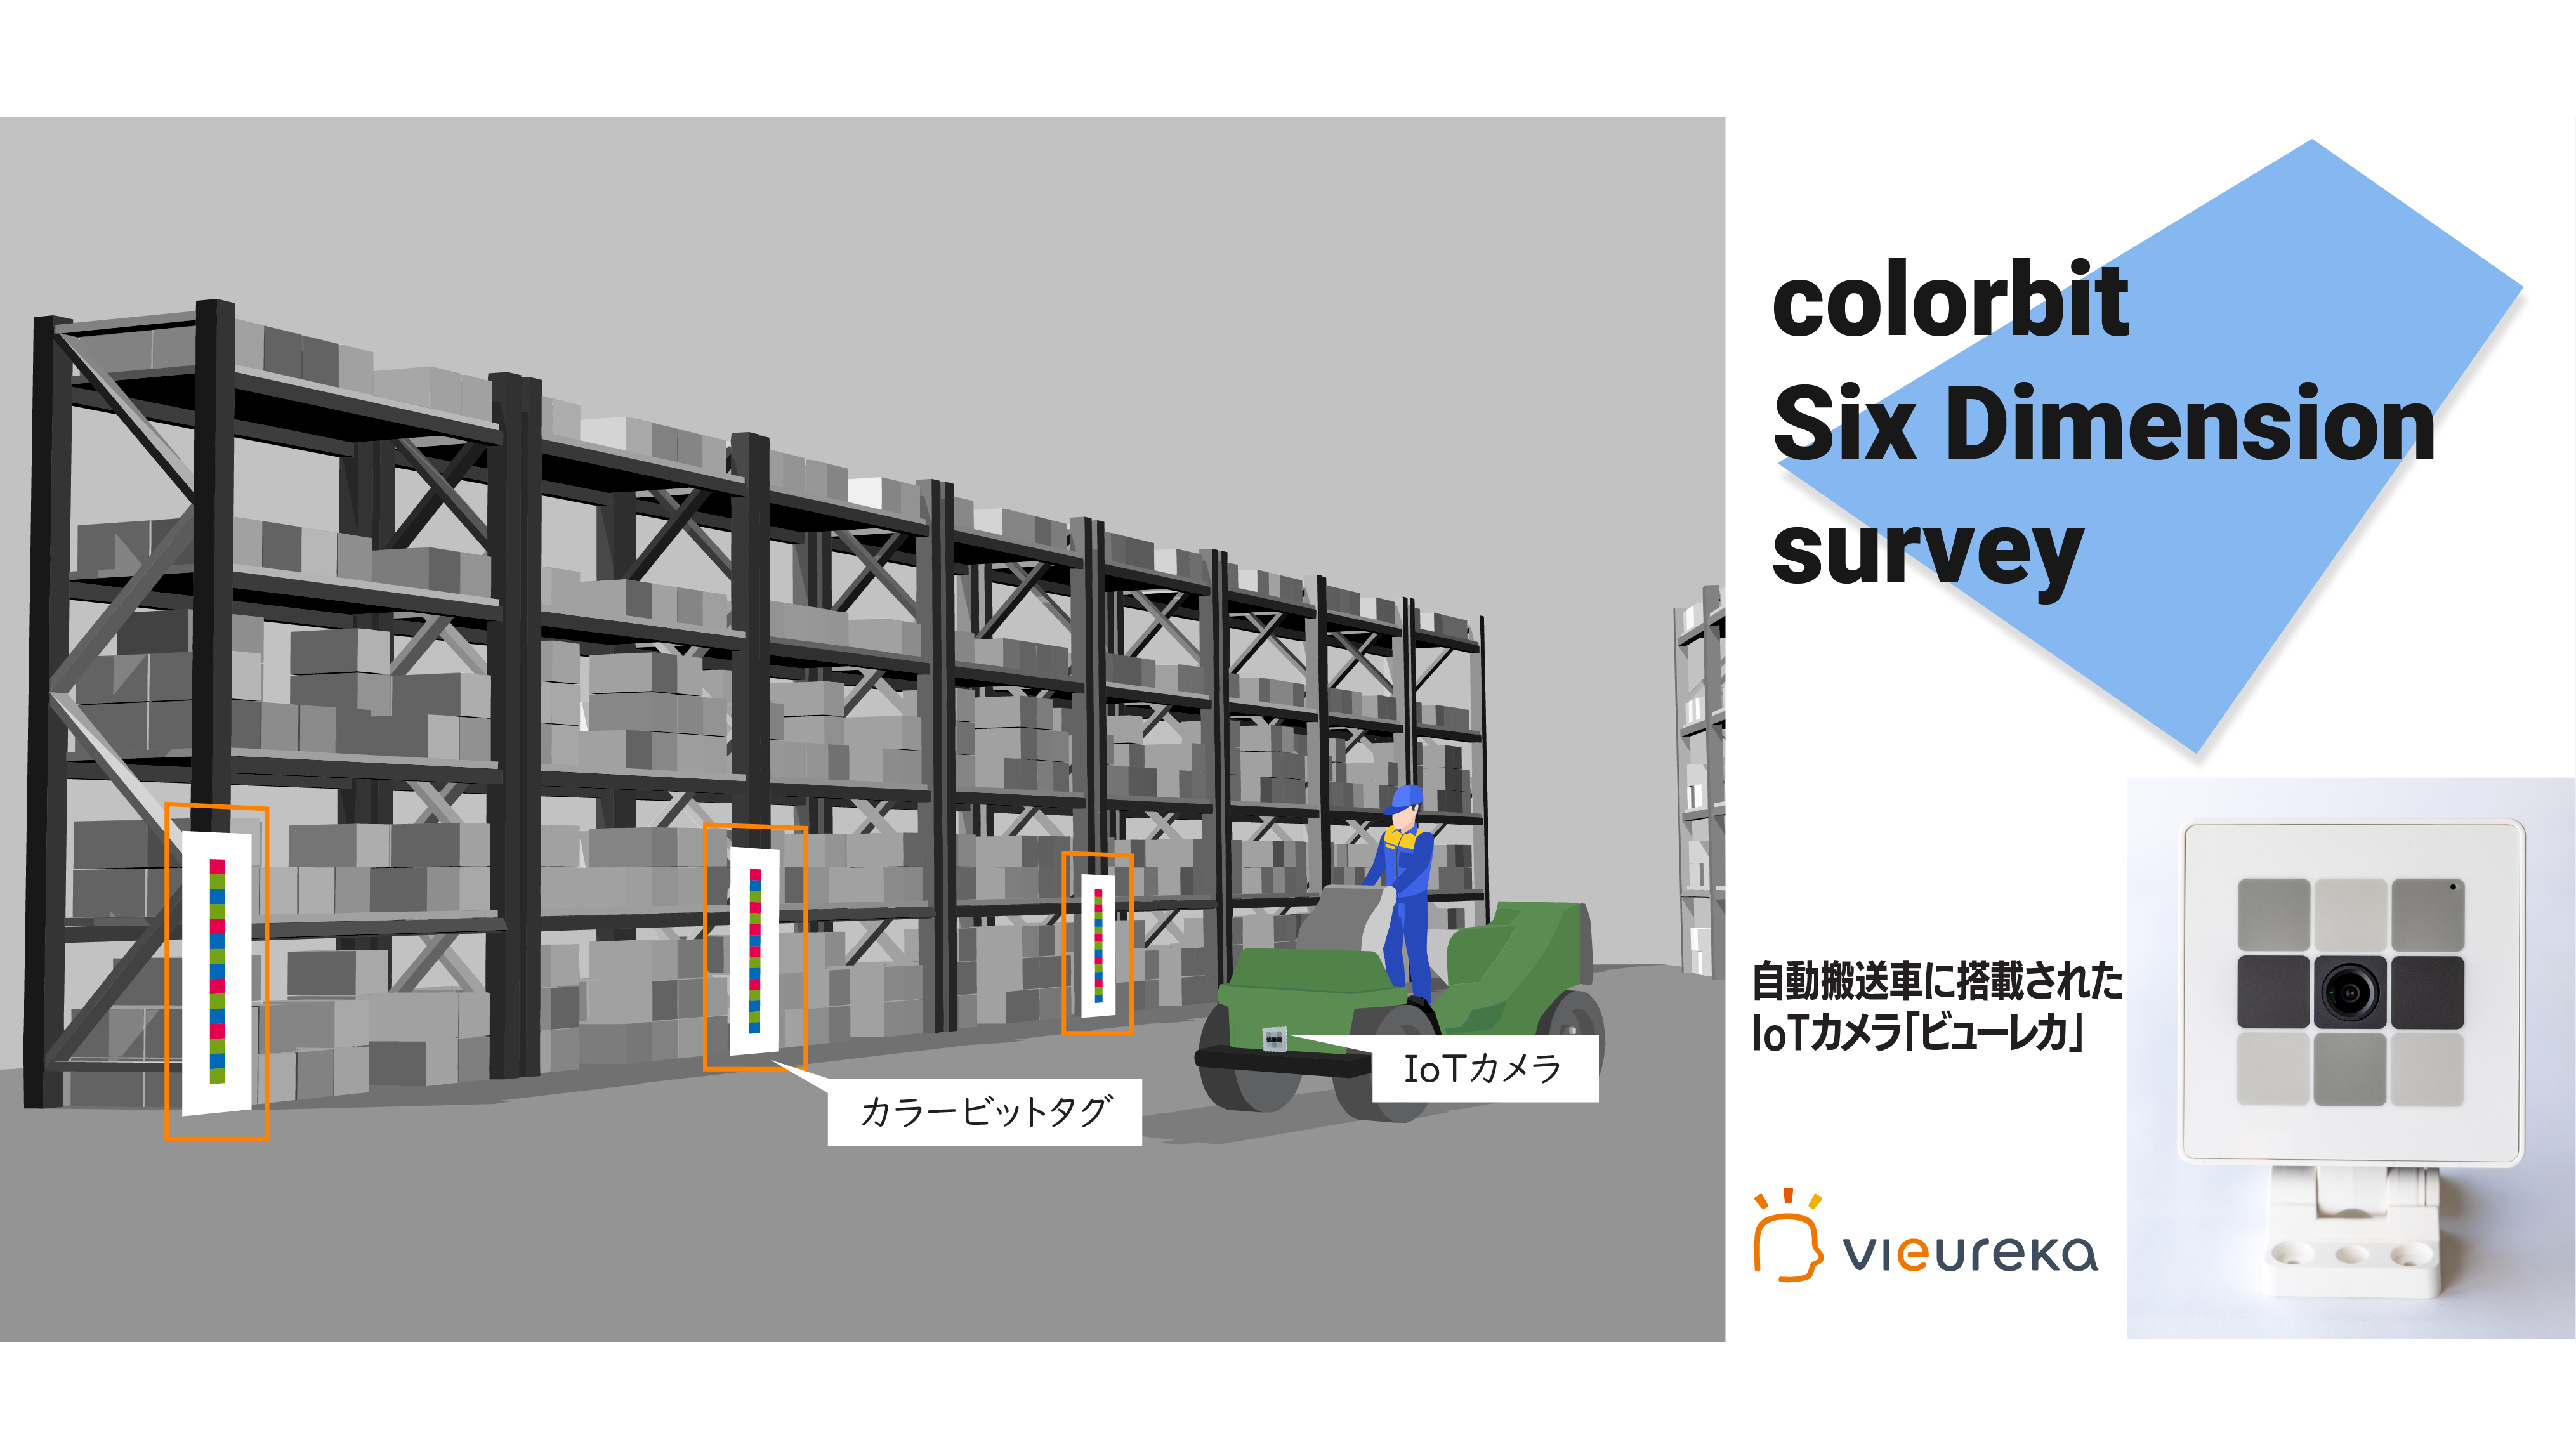 colorbit
Six Dimension
survey
カラービットタグ
IoTカメラ
自動搬送車に搭載された
IoTカメラ「ビューレカ」
vieureka